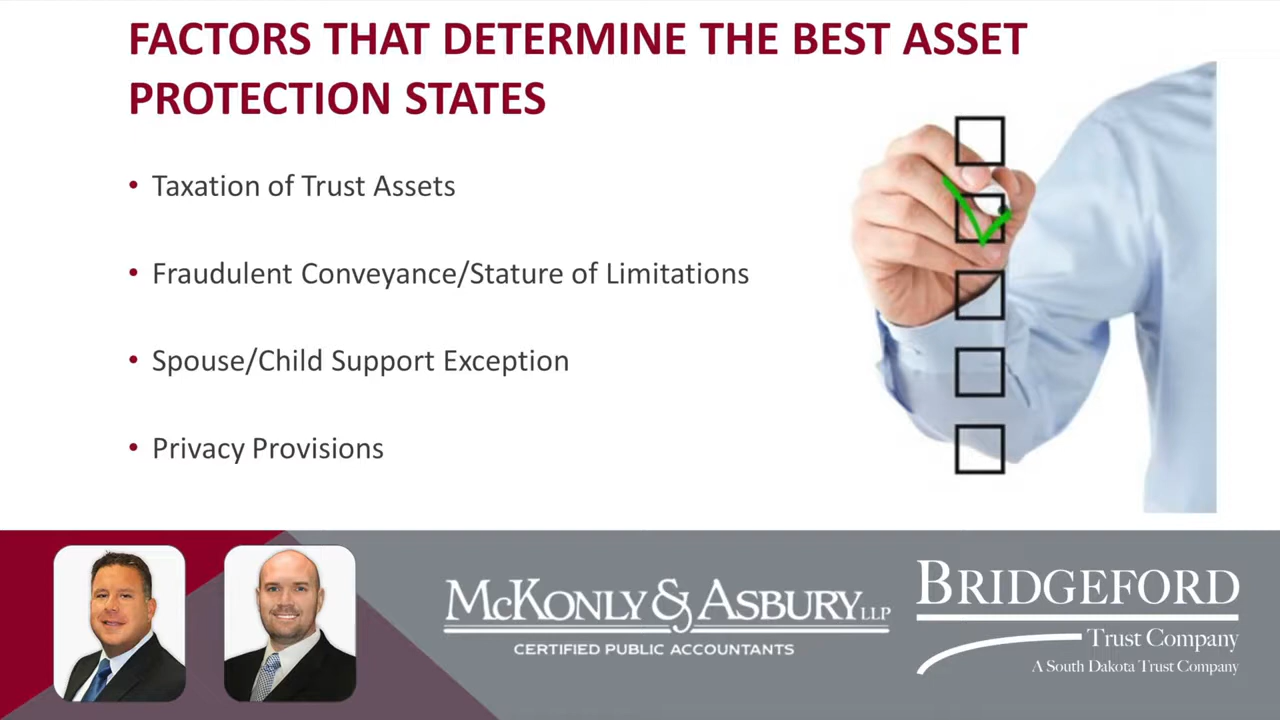 FACTORS THAT DETERMINE THE BEST ASSET
PROTECTION STATES
• Taxation of Trust Assets
• Fraudulent Conveyance/Stature of Limitations
• Spouse/Child Support Exception
• Privacy Provisions
McKonly & Asbury LLP
CERTIFIED PUBLIC ACCOUNTANTS
BRIDGEFORD
Trust Company
A South Dakota Trust Company